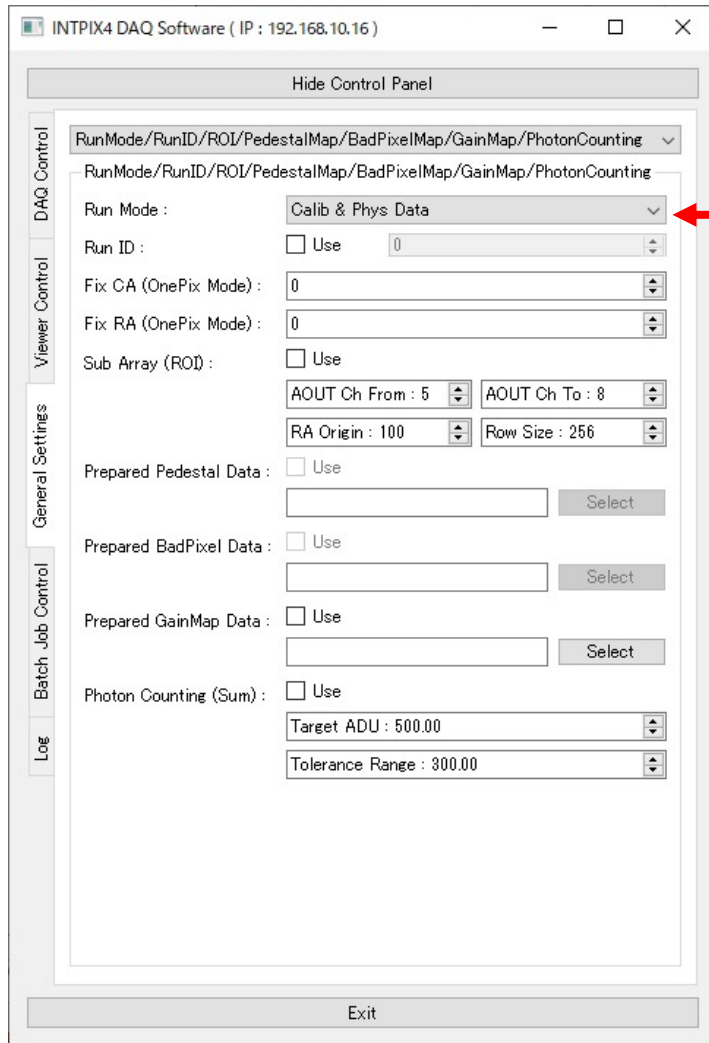 INTPIX4 DAQ Software ( IP : 192.168.10.16 )
Hide Control Panel
DAQ Control
Viewer Control
General Settings
Batch Job Control
Log
RunMode/RunID/ROI/PedestalMap/BadPixelMap/GainMap/PhotonCounting
RunMode/RunID/ROI/PedestalMap/BadPixelMap/GainMap/PhotonCounting
Run Mode : Calib & Phys Data
Run ID : Use 0
Fix CA (OnePix Mode) : 0
Fix RA (OnePix Mode) : 0
Sub Array (ROI) : Use
AOUT Ch From : 5 AOUT Ch To : 8
RA Origin : 100 Row Size : 256
Prepared Pedestal Data : Use
Select
Prepared BadPixel Data : Use
Select
Prepared GainMap Data : Use
Select
Photon Counting (Sum) : Use
Target ADU : 500.00
Tolerance Range : 300.00
Exit